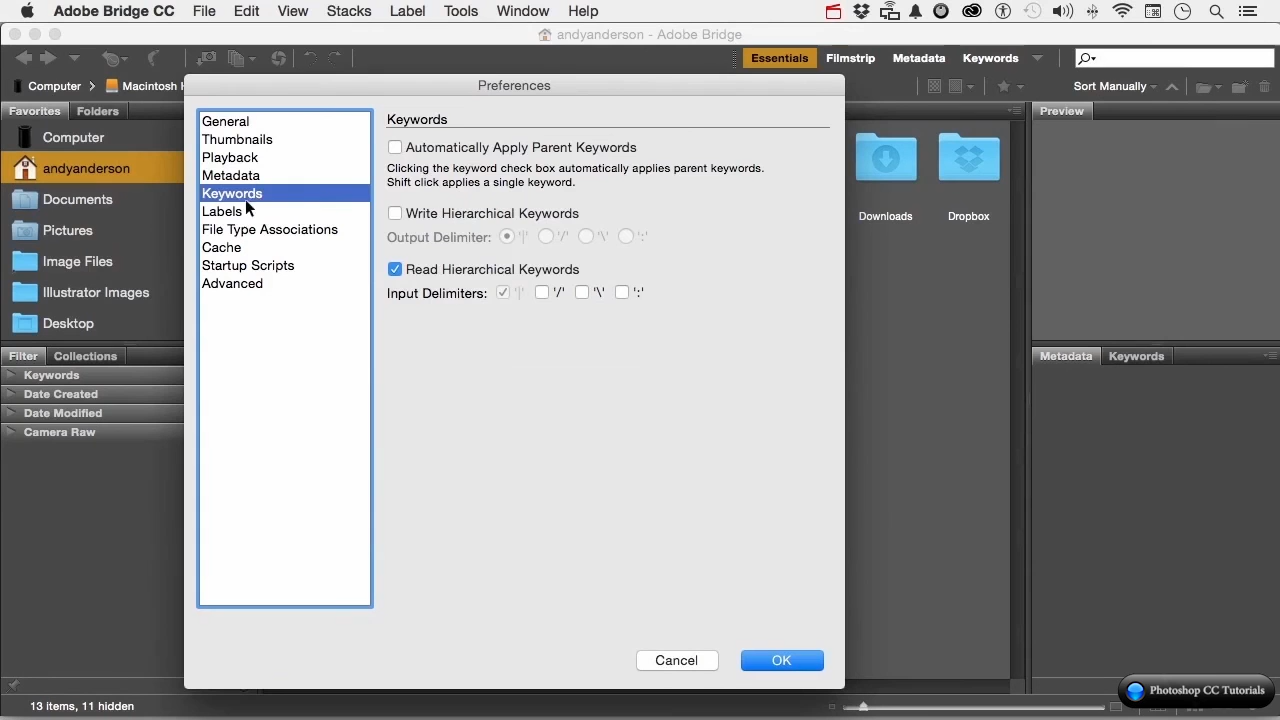 Adobe Bridge CC File Edit View Stacks Label Tools Window Help
andyanderson - Adobe Bridge
Essentials Filmstrip Metadata Keywords
Computer Macintosh H
Sort Manually
Favorites Folders
Computer
andyanderson
Documents
Pictures
Image Files
Illustrator Images
Desktop
Filter Collections
Keywords
Date Created
Date Modified
Camera Raw
13 items, 11 hidden
Preferences
General
Thumbnails
Playback
Metadata
Keywords
Labels
File Type Associations
Cache
Startup Scripts
Advanced
Keywords
Automatically Apply Parent Keywords
Clicking the keyword check box automatically applies parent keywords.
Shift click applies a single keyword.
Write Hierarchical Keywords
Output Delimiter: '|' '/' '\' ':'
Read Hierarchical Keywords
Input Delimiters: '|' '/' '\' ':'
Cancel OK
Downloads Dropbox
Preview
Metadata Keywords
Photoshop CC Tutorials